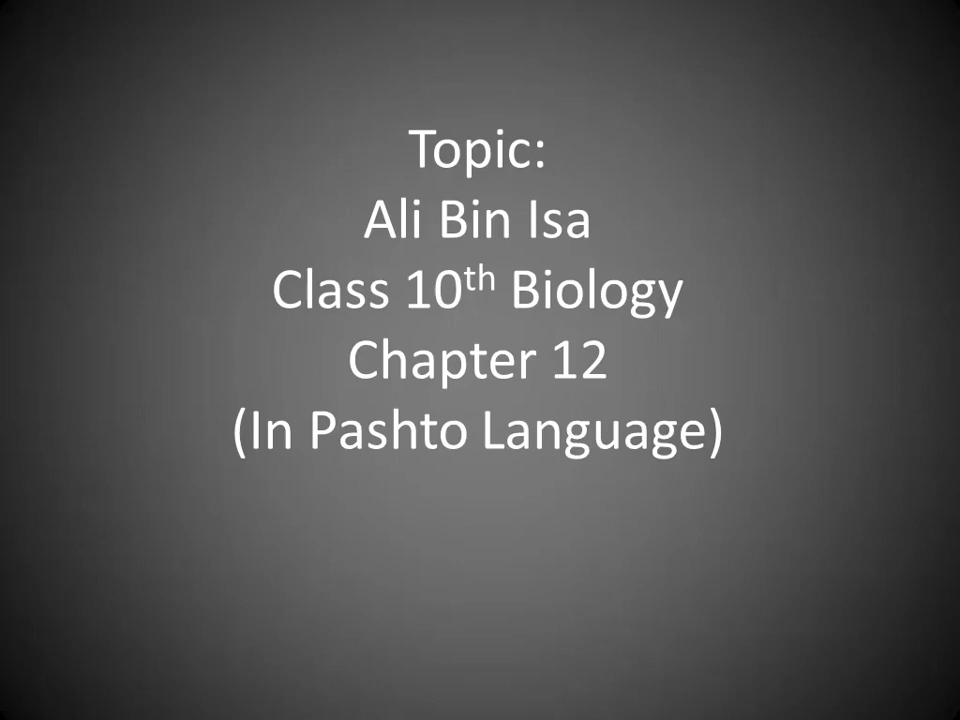 Topic:
Ali Bin Isa
Class 10th Biology
Chapter 12
(In Pashto Language)